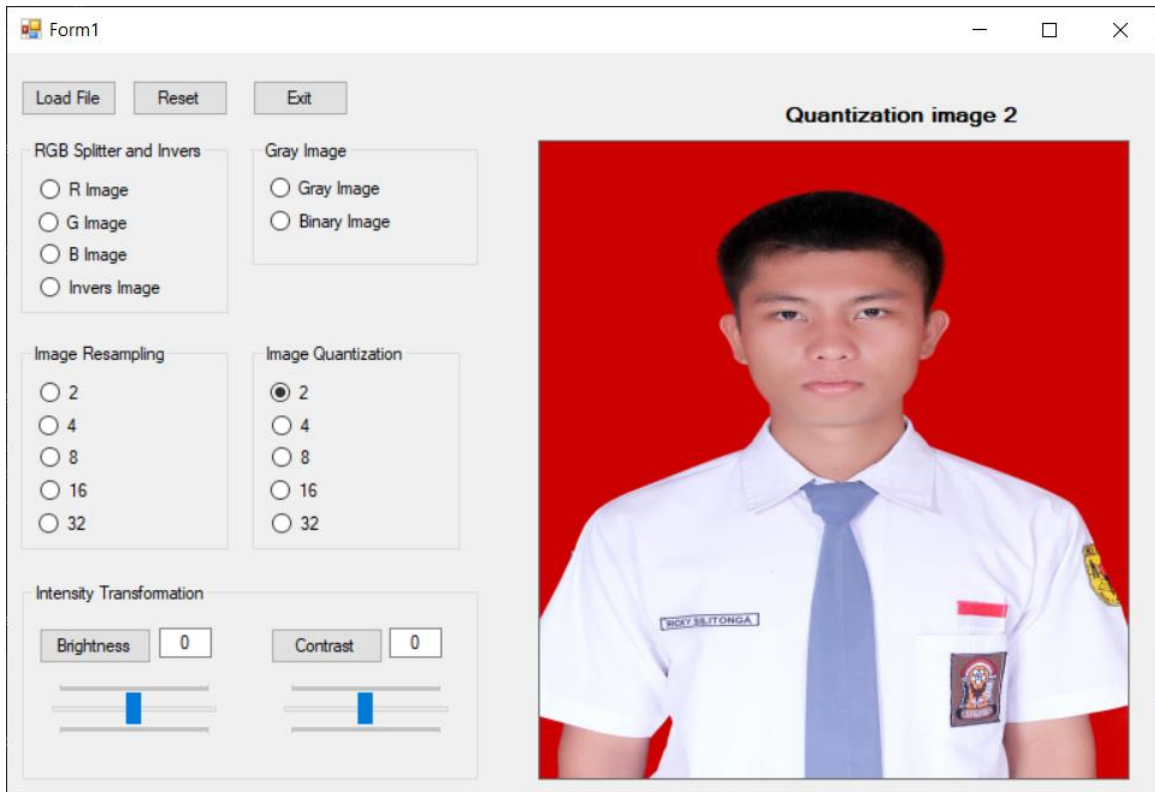 Form1
Load File Reset Exit
Quantization image 2
RGB Splitter and Invers
R Image
G Image
B Image
Invers Image
Gray Image
Gray Image
Binary Image
Image Resampling
2
4
8
16
32
Image Quantization
2
4
8
16
32
Intensity Transformation
Brightness 0
Contrast 0
RICKY SILITONGA